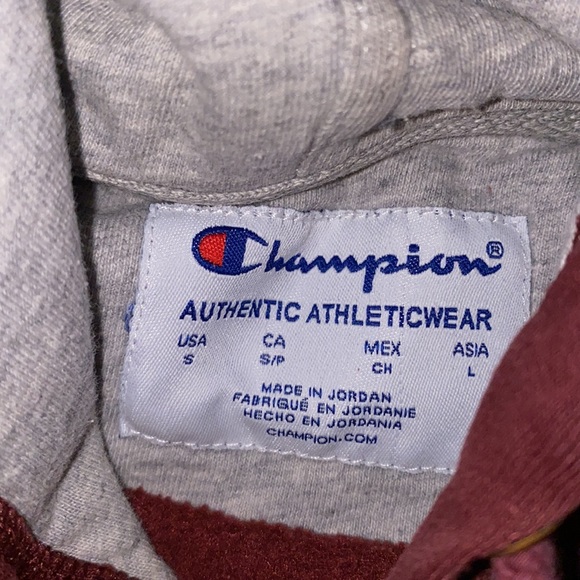 Champion®
AUTHENTIC ATHLETICWEAR
USA CA MEX ASIA
S S/P CH L
MADE IN JORDAN
FABRIQUÉ EN JORDANIE
HECHO EN JORDANIA
CHAMPION.COM